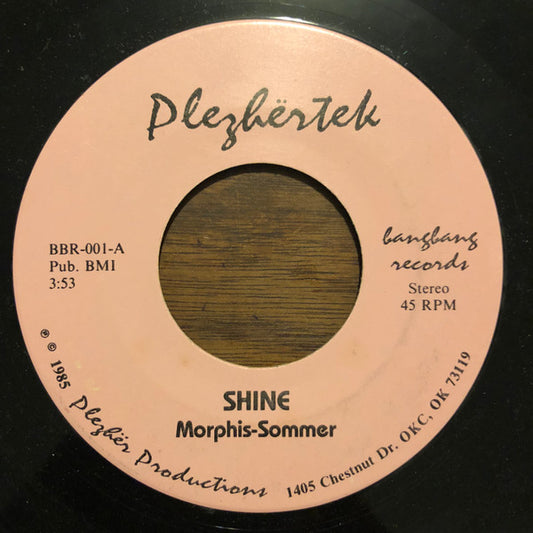 Plezhërtek
BBR-001-A
Pub. BMI
3:53
bangbang
records
Stereo
45 RPM
SHINE
Morphis-Sommer
℗ © 1985 Plezhër Productions
1405 Chestnut Dr. OKC, OK 73119